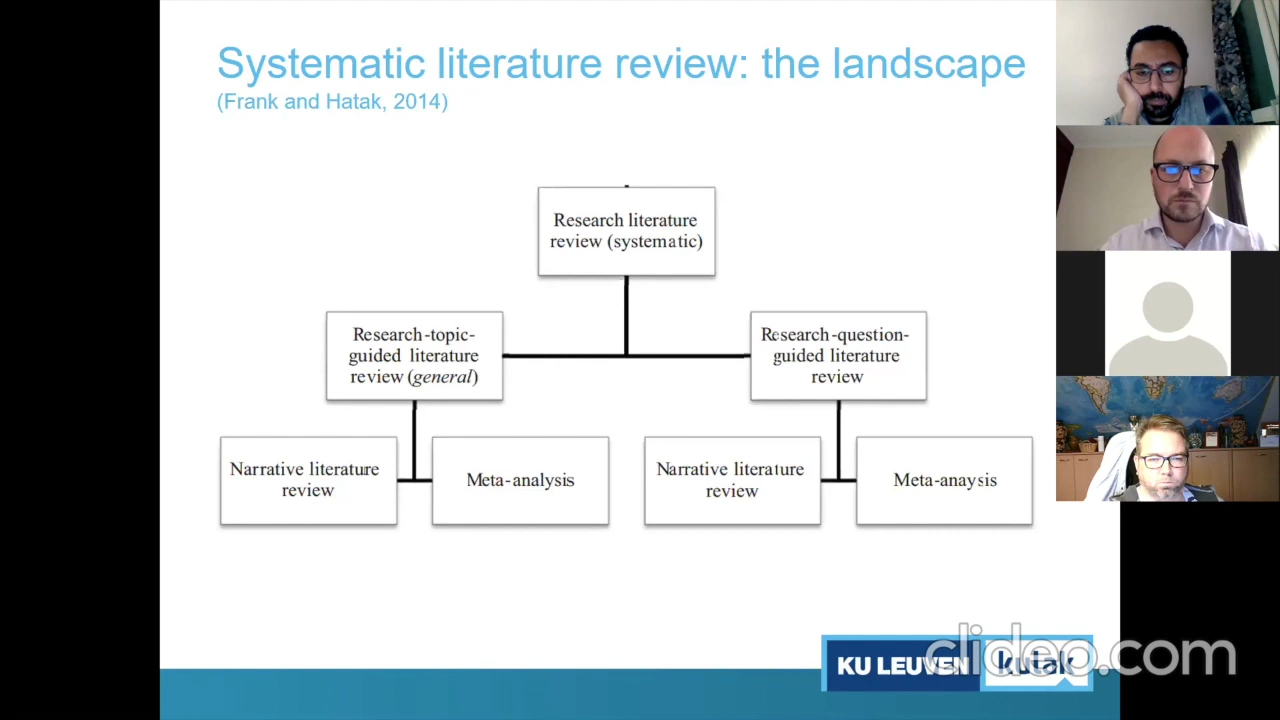 Systematic literature review: the landscape
(Frank and Hatak, 2014)
Research literature
review (systematic)
Research-topic-
guided literature
review (general)
Research-question-
guided literature
review
Narrative literature
review
Meta-analysis
Narrative literature
review
Meta-anaysis
KU LEUVEN kulak
clideo.com